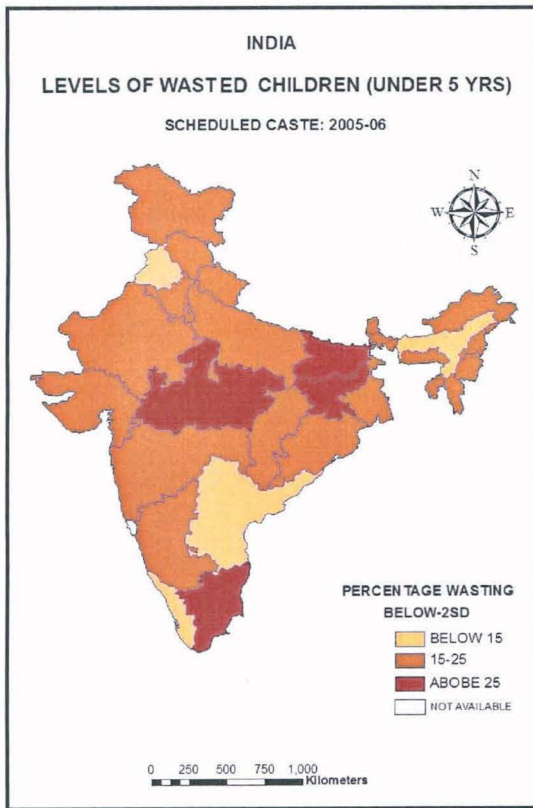 INDIA
LEVELS OF WASTED CHILDREN (UNDER 5 YRS)
SCHEDULED CASTE: 2005-06
N
W E
S
PERCENTAGE WASTING
BELOW-2SD
BELOW 15
15-25
ABOBE 25
NOT AVAILABLE
0 250 500 750 1,000
Kilometers